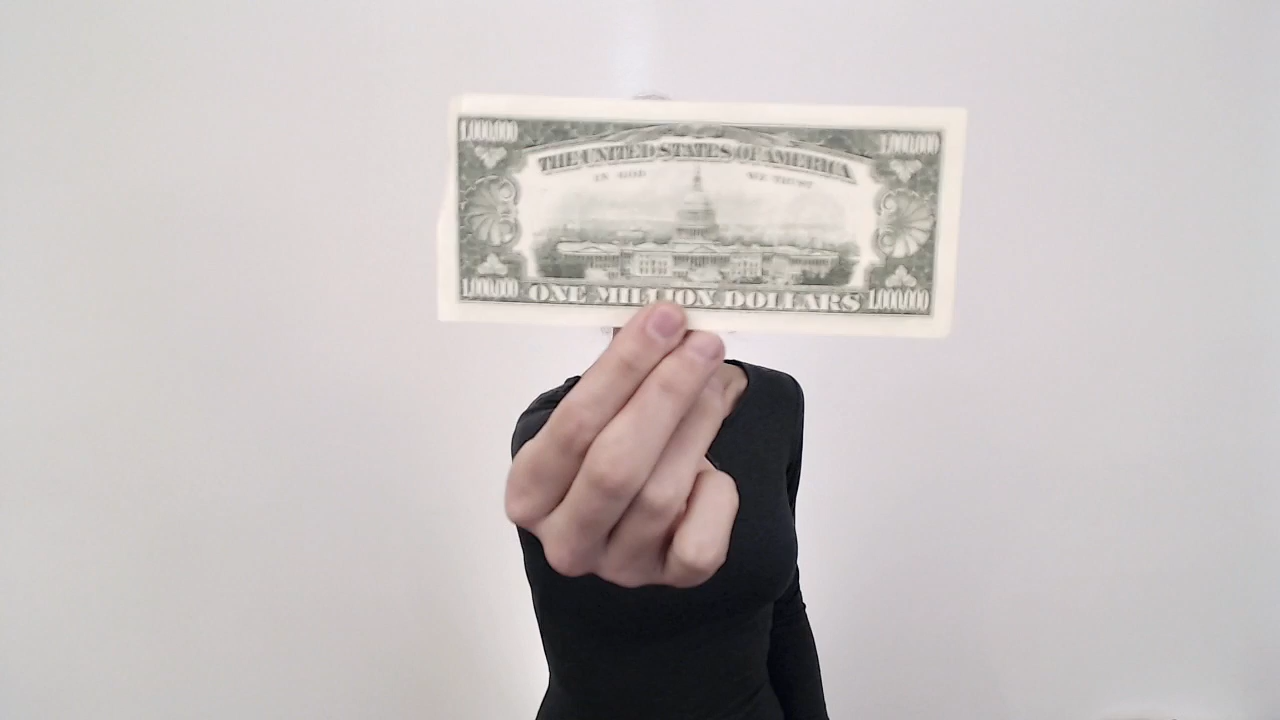 1,000,000 1,000,000
THE UNITED STATES OF AMERICA
IN GOD WE TRUST
1,000,000 ONE MILLION DOLLARS 1,000,000